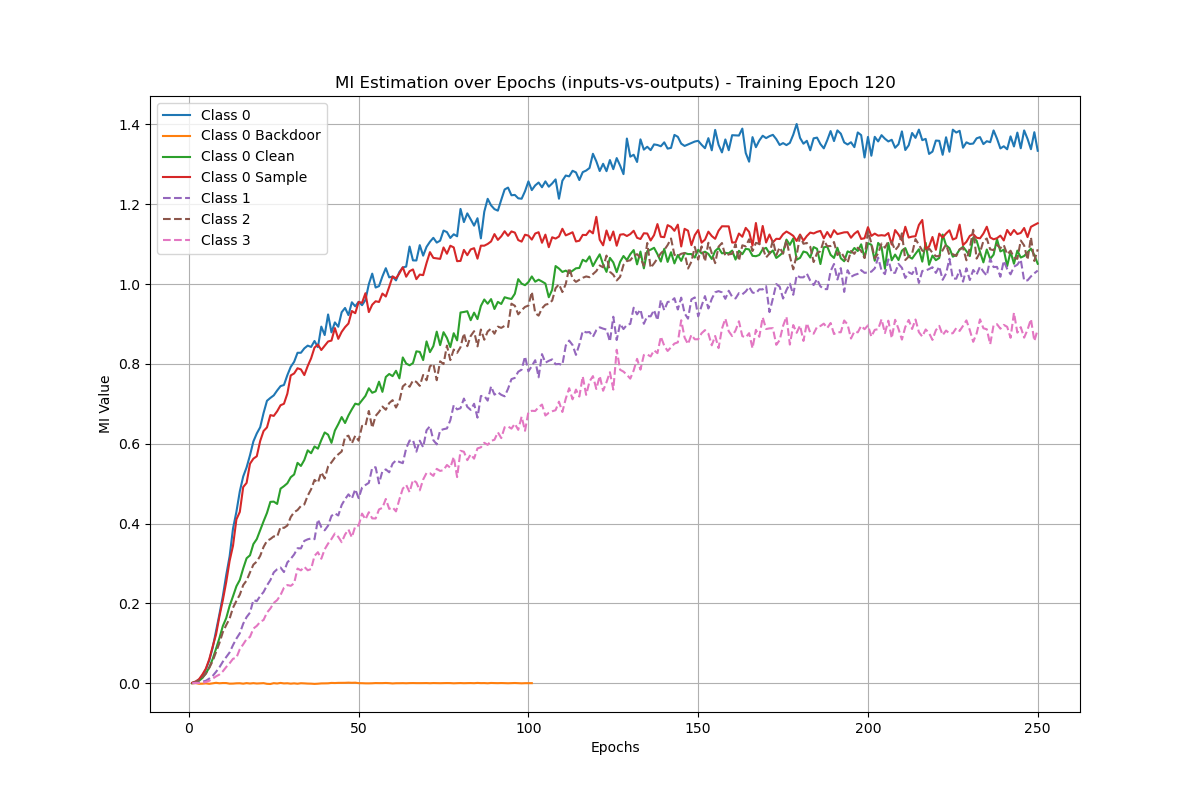 MI Estimation over Epochs (inputs-vs-outputs) - Training Epoch 120
Class 0
Class 0 Backdoor
Class 0 Clean
Class 0 Sample
Class 1
Class 2
Class 3
MI Value
1.4
1.2
1.0
0.8
0.6
0.4
0.2
0.0
0 50 100 150 200 250
Epochs